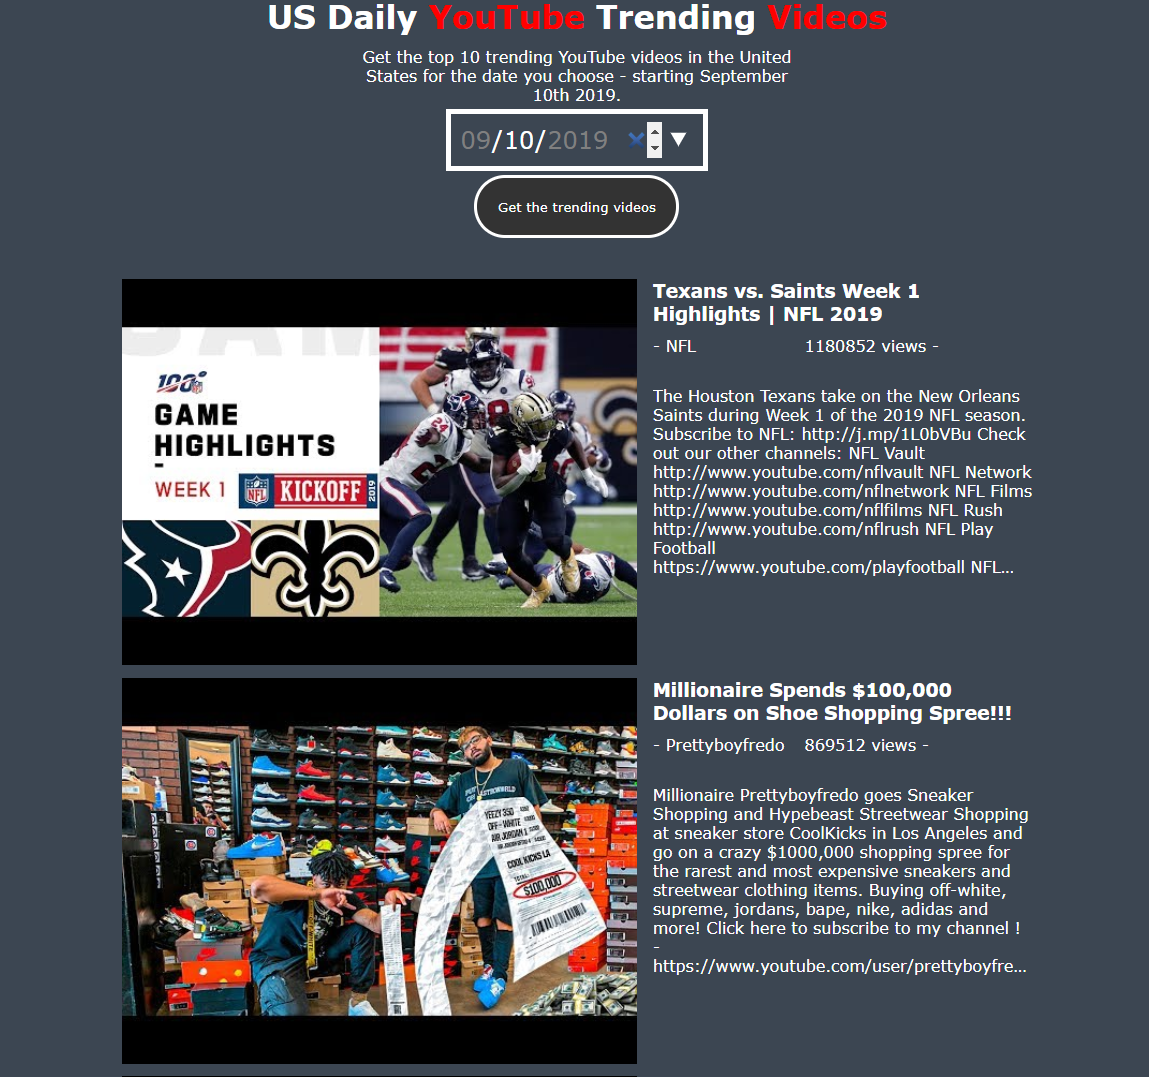 US Daily YouTube Trending Videos
Get the top 10 trending YouTube videos in the United
States for the date you choose - starting September
10th 2019.
09/10/2019
Get the trending videos
100
GAME
HIGHLIGHTS
WEEK 1 NFL KICKOFF 2019
Texans vs. Saints Week 1
Highlights | NFL 2019
- NFL 1180852 views -
The Houston Texans take on the New Orleans
Saints during Week 1 of the 2019 NFL season.
Subscribe to NFL: http://j.mp/1L0bVBu Check
out our other channels: NFL Vault
http://www.youtube.com/nflvault NFL Network
http://www.youtube.com/nflnetwork NFL Films
http://www.youtube.com/nflfilms NFL Rush
http://www.youtube.com/nflrush NFL Play
Football
https://www.youtube.com/playfootball NFL...
YEEZY 350
OFF-WHITE
AIR JORDAN 1
COOL KICKS LA
TOTAL
$100,000
Millionaire Spends $100,000
Dollars on Shoe Shopping Spree!!!
- Prettyboyfredo 869512 views -
Millionaire Prettyboyfredo goes Sneaker
Shopping and Hypebeast Streetwear Shopping
at sneaker store CoolKicks in Los Angeles and
go on a crazy $1000,000 shopping spree for
the rarest and most expensive sneakers and
streetwear clothing items. Buying off-white,
supreme, jordans, bape, nike, adidas and
more! Click here to subscribe to my channel !
-
https://www.youtube.com/user/prettyboyfre...